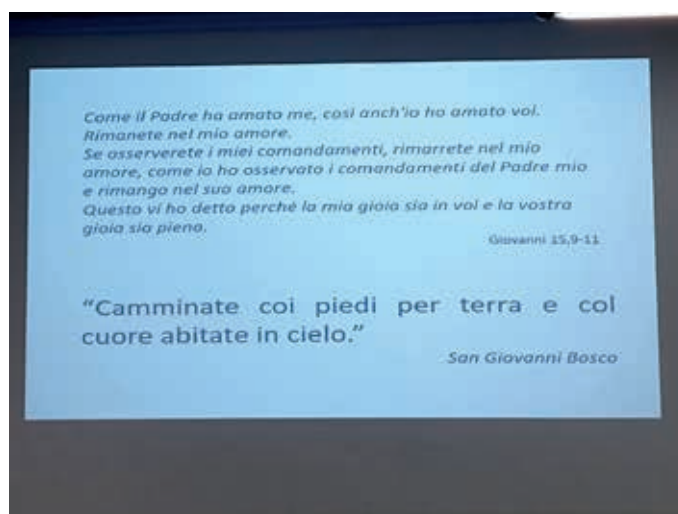 Come il Padre ha amato me, così anch'io ho amato voi.
Rimanete nel mio amore.
Se osserverete i miei comandamenti, rimarrete nel mio
amore, come io ho osservato i comandamenti del Padre mio
e rimango nel suo amore.
Questo vi ho detto perché la mia gioia sia in voi e la vostra
gioia sia piena.
Giovanni 15,9-11
“Camminate coi piedi per terra e col
cuore abitate in cielo.”
San Giovanni Bosco